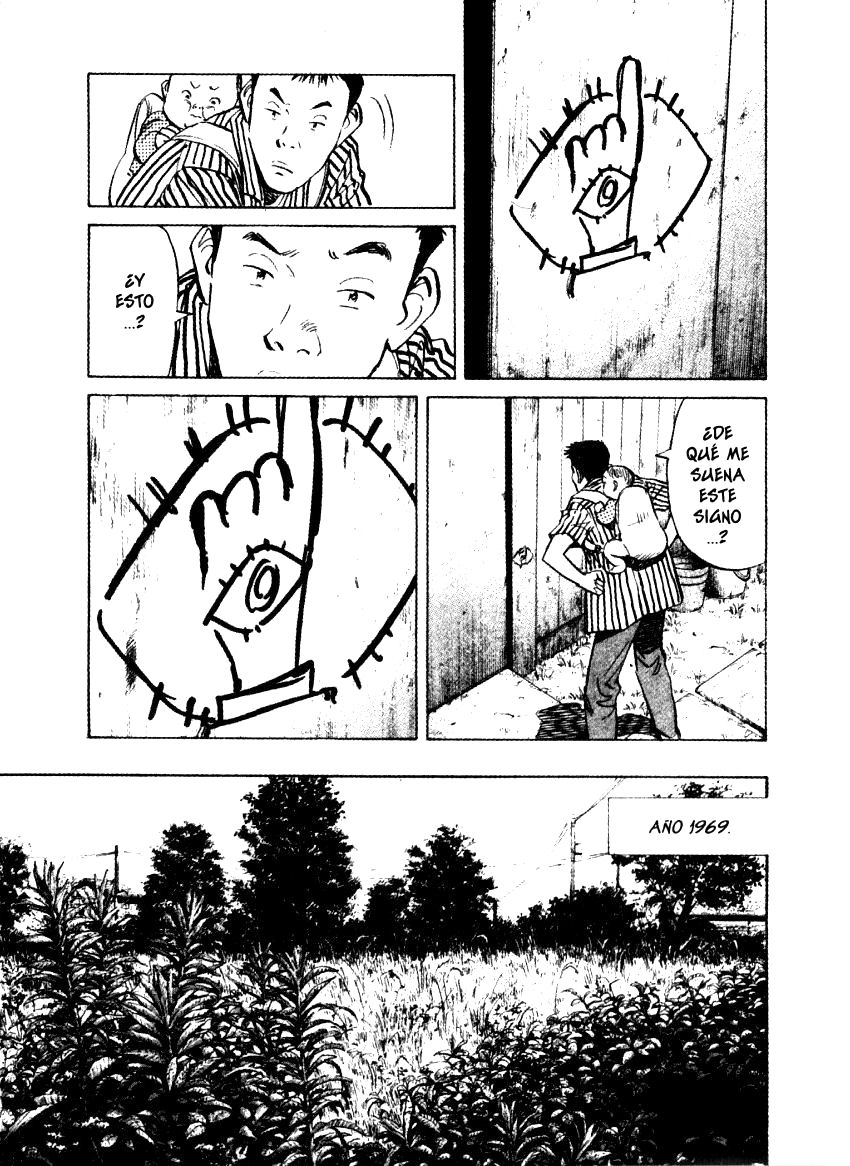 ¿Y
ESTO
...?
¿DE
QUÉ ME
SUENA
ESTE
SIGNO
...?
AÑO 1969.